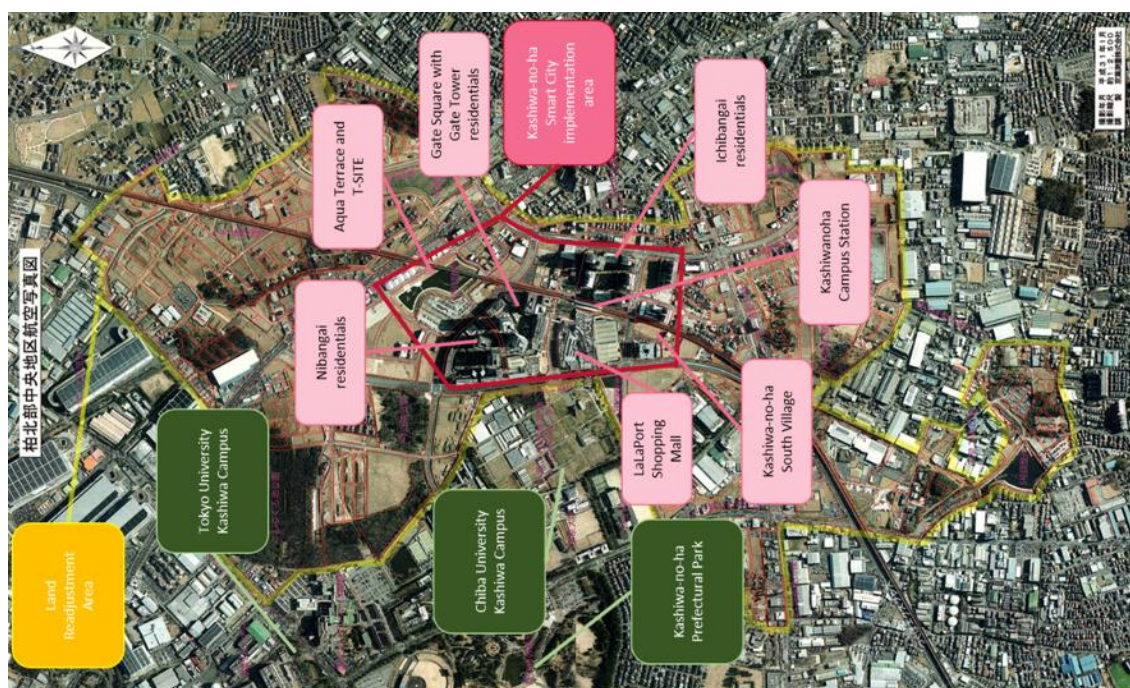 柏北部中央地区航空写真図
Land
Readjustment
Area
Tokyo University
Kashiwa Campus
Chiba University
Kashiwa Campus
Kashiwa-no-ha
Prefectural Park
Nibangai
residentials
Aqua Terrace and
T-SITE
Gate Square with
Gate Tower
residentials
Kashiwa-no-ha
Smart City
implementation
area
LaLaPort
Shopping
Mall
Kashiwa-no-ha
South Village
Kashiwanoha
Campus Station
Ichibangai
residentials